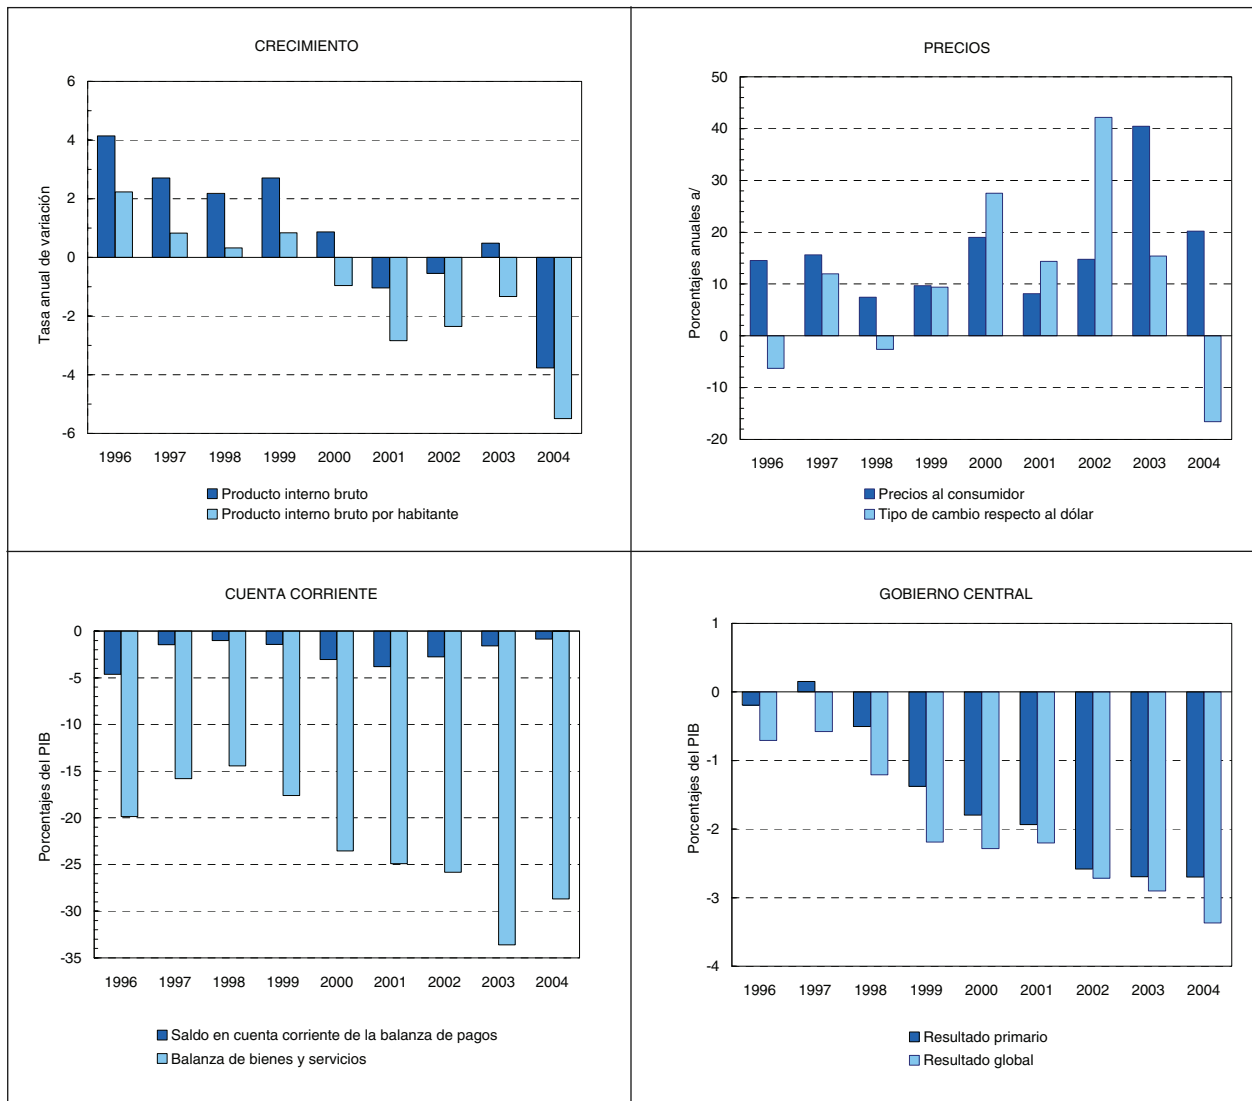 CRECIMIENTO
Tasa anual de variación
6
4
2
0
-2
-4
-6
1996 1997 1998 1999 2000 2001 2002 2003 2004
Producto interno bruto
Producto interno bruto por habitante
PRECIOS
Porcentajes anuales a/
50
40
30
20
10
0
-10
-20
1996 1997 1998 1999 2000 2001 2002 2003 2004
Precios al consumidor
Tipo de cambio respecto al dólar
CUENTA CORRIENTE
Porcentajes del PIB
0
-5
-10
-15
-20
-25
-30
-35
1996 1997 1998 1999 2000 2001 2002 2003 2004
Saldo en cuenta corriente de la balanza de pagos
Balanza de bienes y servicios
GOBIERNO CENTRAL
Porcentajes del PIB
1
0
-1
-2
-3
-4
1996 1997 1998 1999 2000 2001 2002 2003 2004
Resultado primario
Resultado global